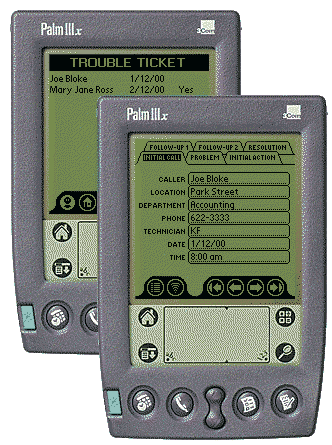 Palm IIIx
3Com
TROUBLE TICKET
Joe Bloke 1/12/00
Mary Jane Ross 2/12/00 Yes
Palm IIIx
3Com
FOLLOW-UP 1 FOLLOW-UP 2 RESOLUTION
INITIAL CALL PROBLEM INITIAL ACTION
CALLER Joe Bloke
LOCATION Park Street
DEPARTMENT Accounting
PHONE 622-3333
TECHNICIAN KF
DATE 1/12/00
TIME 8:00 am